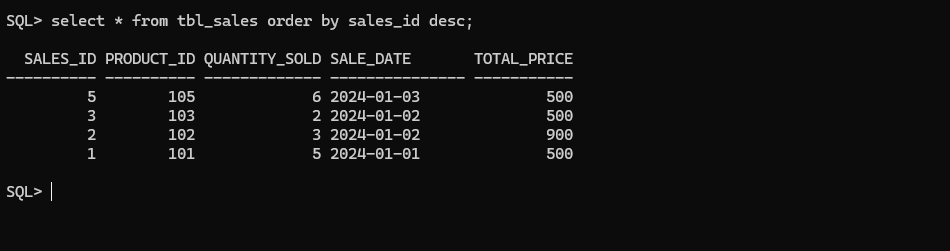 SQL> select * from tbl_sales order by sales_id desc;
  SALES_ID PRODUCT_ID QUANTITY_SOLD SALE_DATE       TOTAL_PRICE
---------- ---------- ------------- --------------- -----------
         5        105             6 2024-01-03              500
         3        103             2 2024-01-02              500
         2        102             3 2024-01-02              900
         1        101             5 2024-01-01              500
SQL>